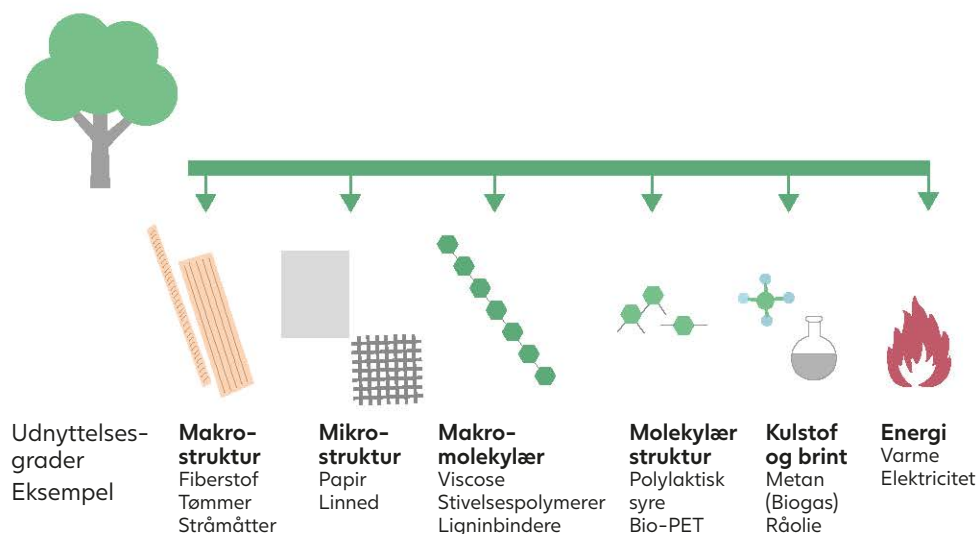 Udnyttelses-
grader
Eksempel
Makro-
struktur
Fiberstof
Tømmer
Stråmåtter
Mikro-
struktur
Papir
Linned
Makro-
molekylær
Viscose
Stivelsespolymerer
Ligninbindere
Molekylær
struktur
Polylaktisk
syre
Bio-PET
Kulstof
og brint
Metan
(Biogas)
Råolie
Energi
Varme
Elektricitet